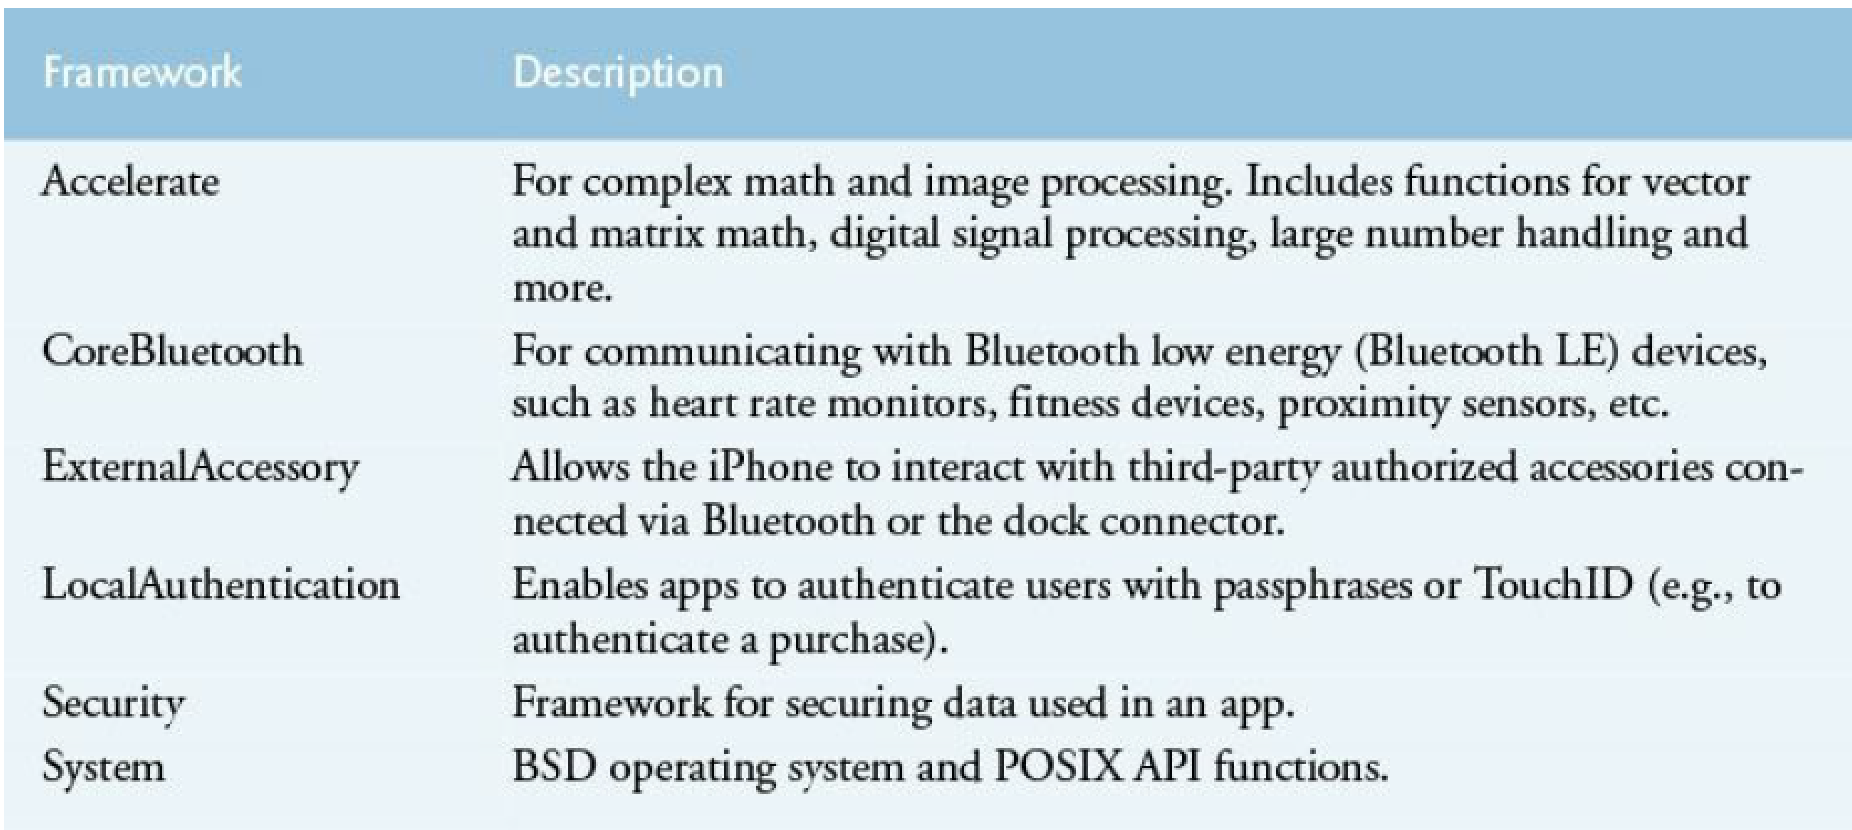 Framework Description
Accelerate For complex math and image processing. Includes functions for vector
and matrix math, digital signal processing, large number handling and
more.
CoreBluetooth For communicating with Bluetooth low energy (Bluetooth LE) devices,
such as heart rate monitors, fitness devices, proximity sensors, etc.
ExternalAccessory Allows the iPhone to interact with third-party authorized accessories con-
nected via Bluetooth or the dock connector.
LocalAuthentication Enables apps to authenticate users with passphrases or TouchID (e.g., to
authenticate a purchase).
Security Framework for securing data used in an app.
System BSD operating system and POSIX API functions.